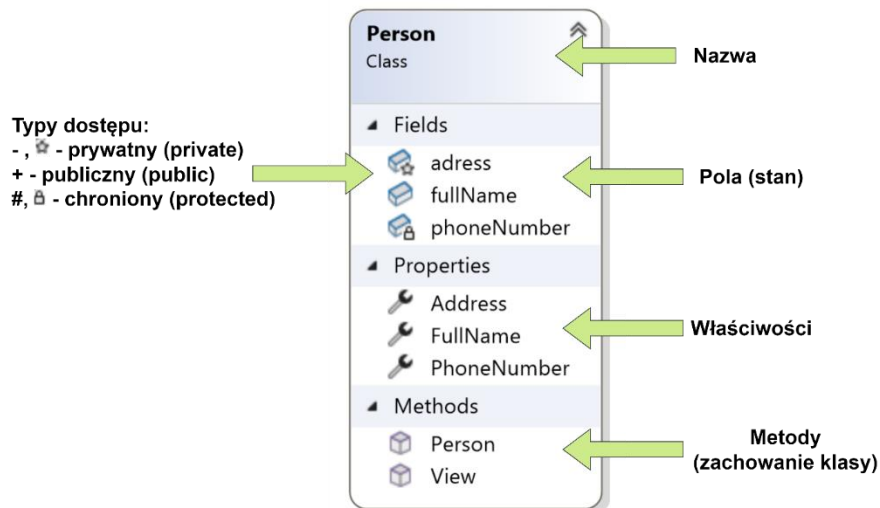 Person
Class
Nazwa
Typy dostępu:
- , - prywatny (private)
+ - publiczny (public)
#, - chroniony (protected)
Fields
adress
fullName
phoneNumber
Pola (stan)
Properties
Address
FullName
PhoneNumber
Właściwości
Methods
Person
View
Metody
(zachowanie klasy)